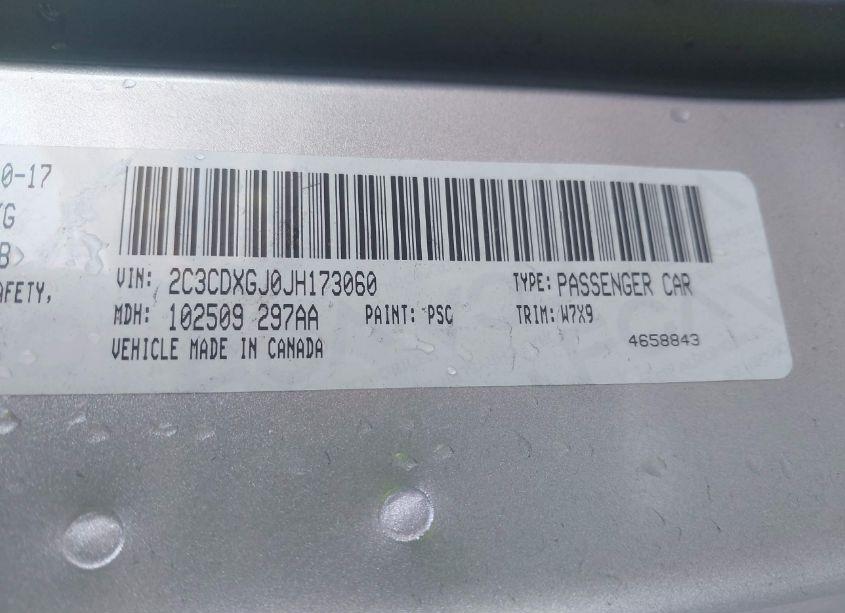 0-17
G
B
AFETY,
VIN: 2C3CDXGJ0JH173060 TYPE: PASSENGER CAR
MDH: 102509 297AA PAINT: PSC TRIM: W7X9
VEHICLE MADE IN CANADA 4658843